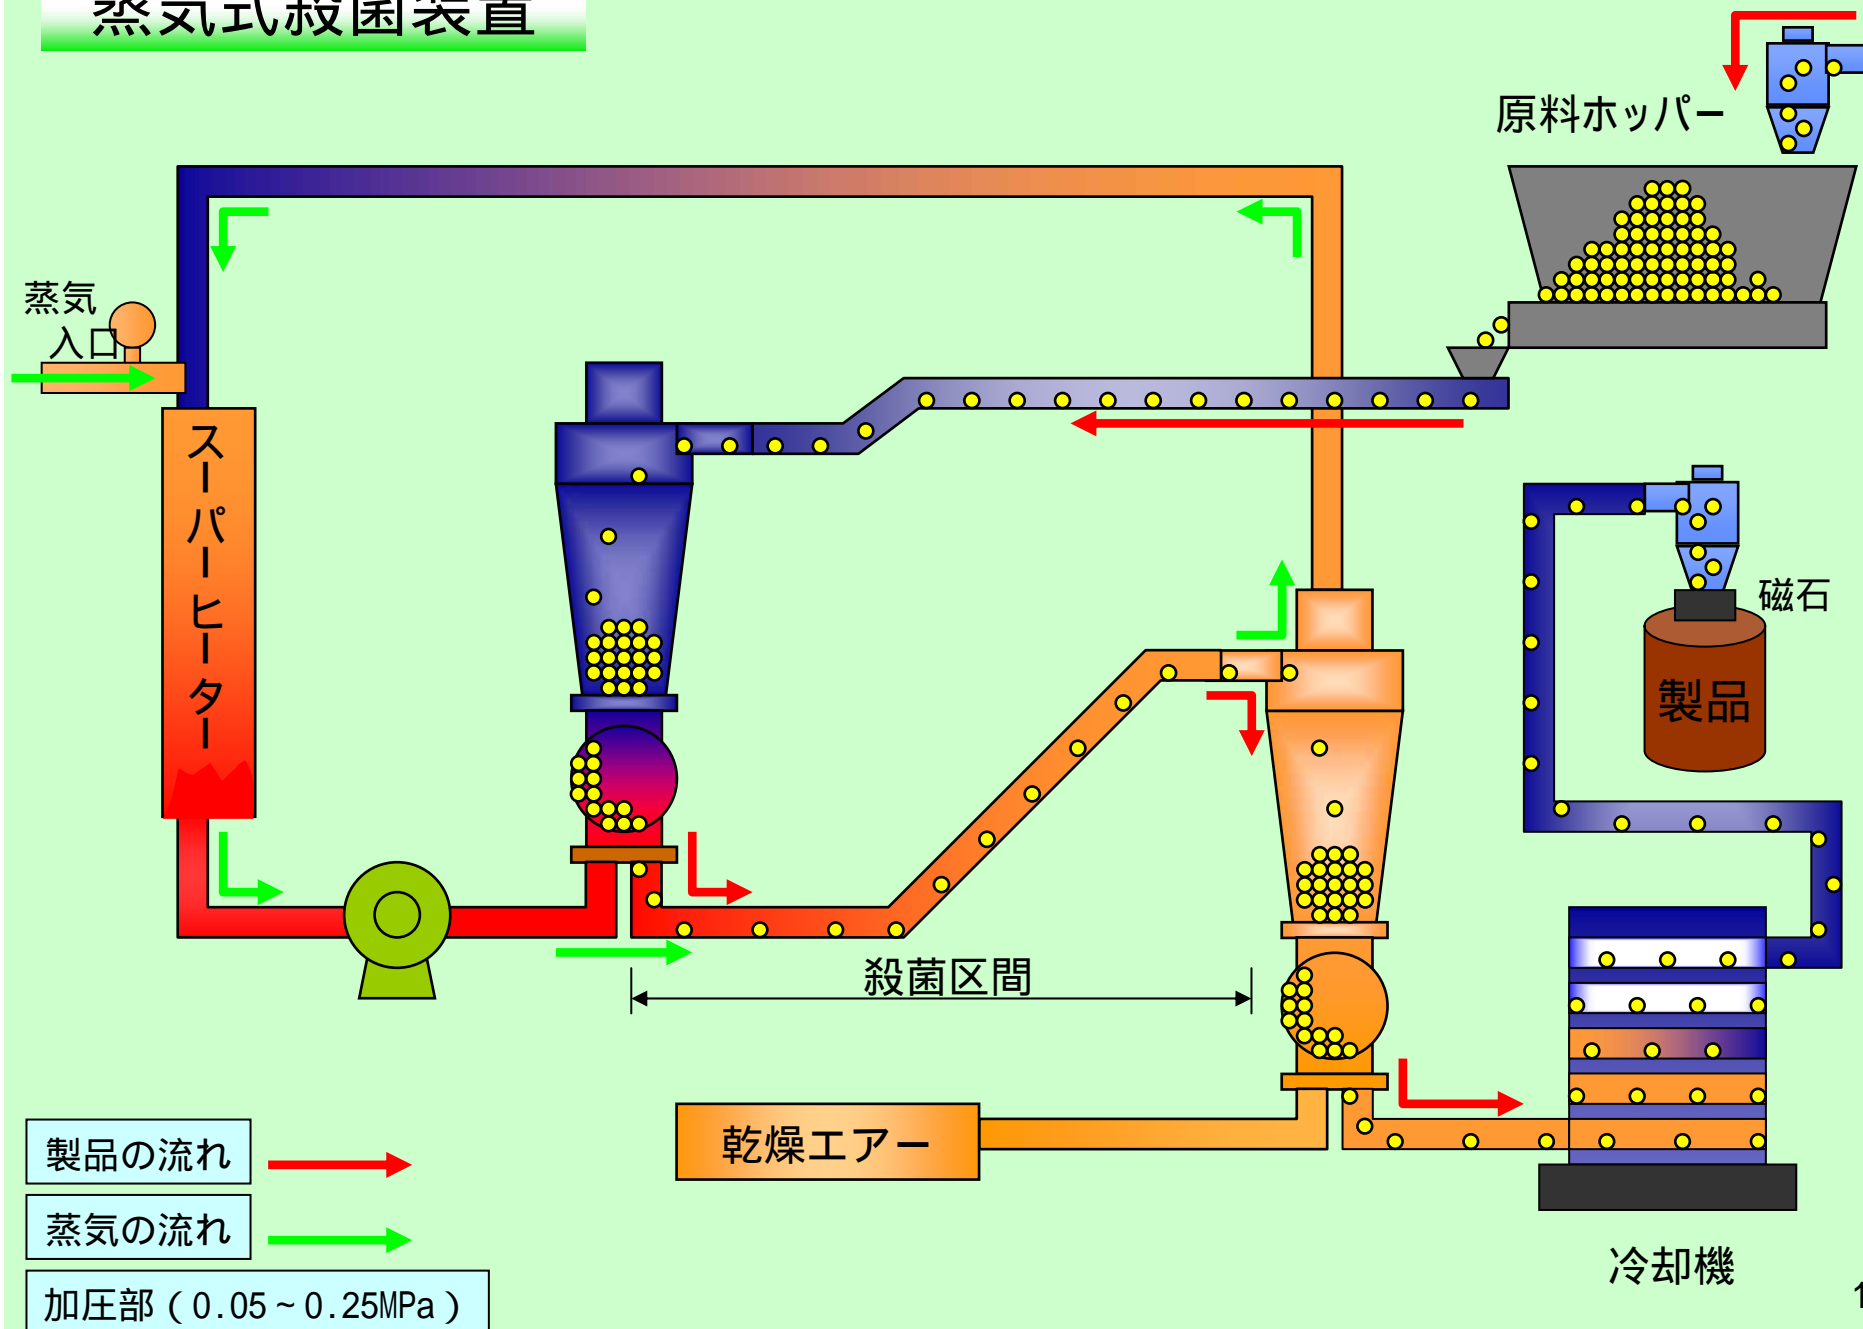 蒸気式殺菌装置
原料ホッパー
蒸気
入口
スーパーヒーター
磁石
製品
殺菌区間
乾燥エアー
製品の流れ
蒸気の流れ
加圧部(0.05~0.25MPa)
冷却機
1